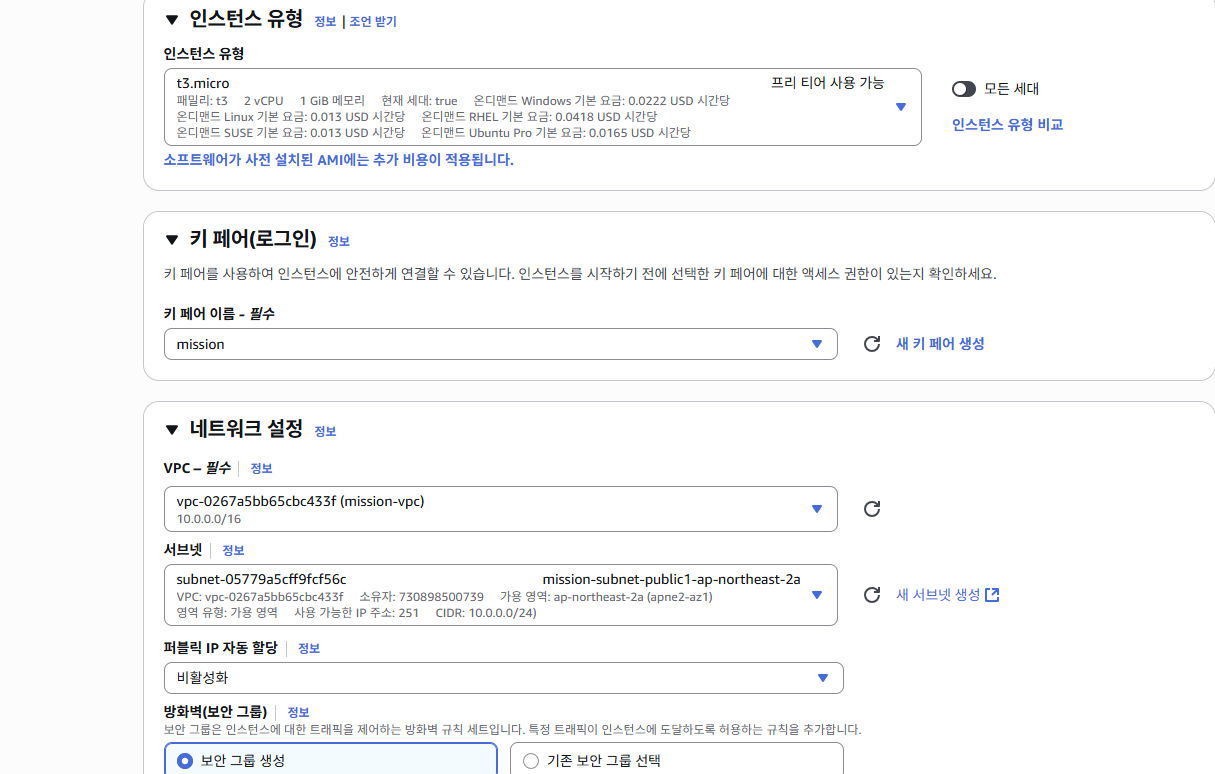 인스턴스 유형 정보 | 조언 받기
인스턴스 유형
t3.micro 프리 티어 사용 가능
패밀리: t3 2 vCPU 1 GiB 메모리 현재 세대: true 온디맨드 Windows 기본 요금: 0.0222 USD 시간당
온디맨드 Linux 기본 요금: 0.013 USD 시간당 온디맨드 RHEL 기본 요금: 0.0418 USD 시간당
온디맨드 SUSE 기본 요금: 0.013 USD 시간당 온디맨드 Ubuntu Pro 기본 요금: 0.0165 USD 시간당
모든 세대
인스턴스 유형 비교
소프트웨어가 사전 설치된 AMI에는 추가 비용이 적용됩니다.
키 페어(로그인) 정보
키 페어를 사용하여 인스턴스에 안전하게 연결할 수 있습니다. 인스턴스를 시작하기 전에 선택한 키 페어에 대한 액세스 권한이 있는지 확인하세요.
키 페어 이름 - 필수
mission
새 키 페어 생성
네트워크 설정 정보
VPC – 필수 정보
vpc-0267a5bb65cbc433f (mission-vpc)
10.0.0.0/16
서브넷 정보
subnet-05779a5cff9fcf56c mission-subnet-public1-ap-northeast-2a
VPC: vpc-0267a5bb65cbc433f 소유자: 730898500739 가용 영역: ap-northeast-2a (apne2-az1)
영역 유형: 가용 영역 사용 가능한 IP 주소: 251 CIDR: 10.0.0.0/24)
새 서브넷 생성
퍼블릭 IP 자동 할당 정보
비활성화
방화벽(보안 그룹) 정보
보안 그룹은 인스턴스에 대한 트래픽을 제어하는 방화벽 규칙 세트입니다. 특정 트래픽이 인스턴스에 도달하도록 허용하는 규칙을 추가합니다.
보안 그룹 생성 기존 보안 그룹 선택